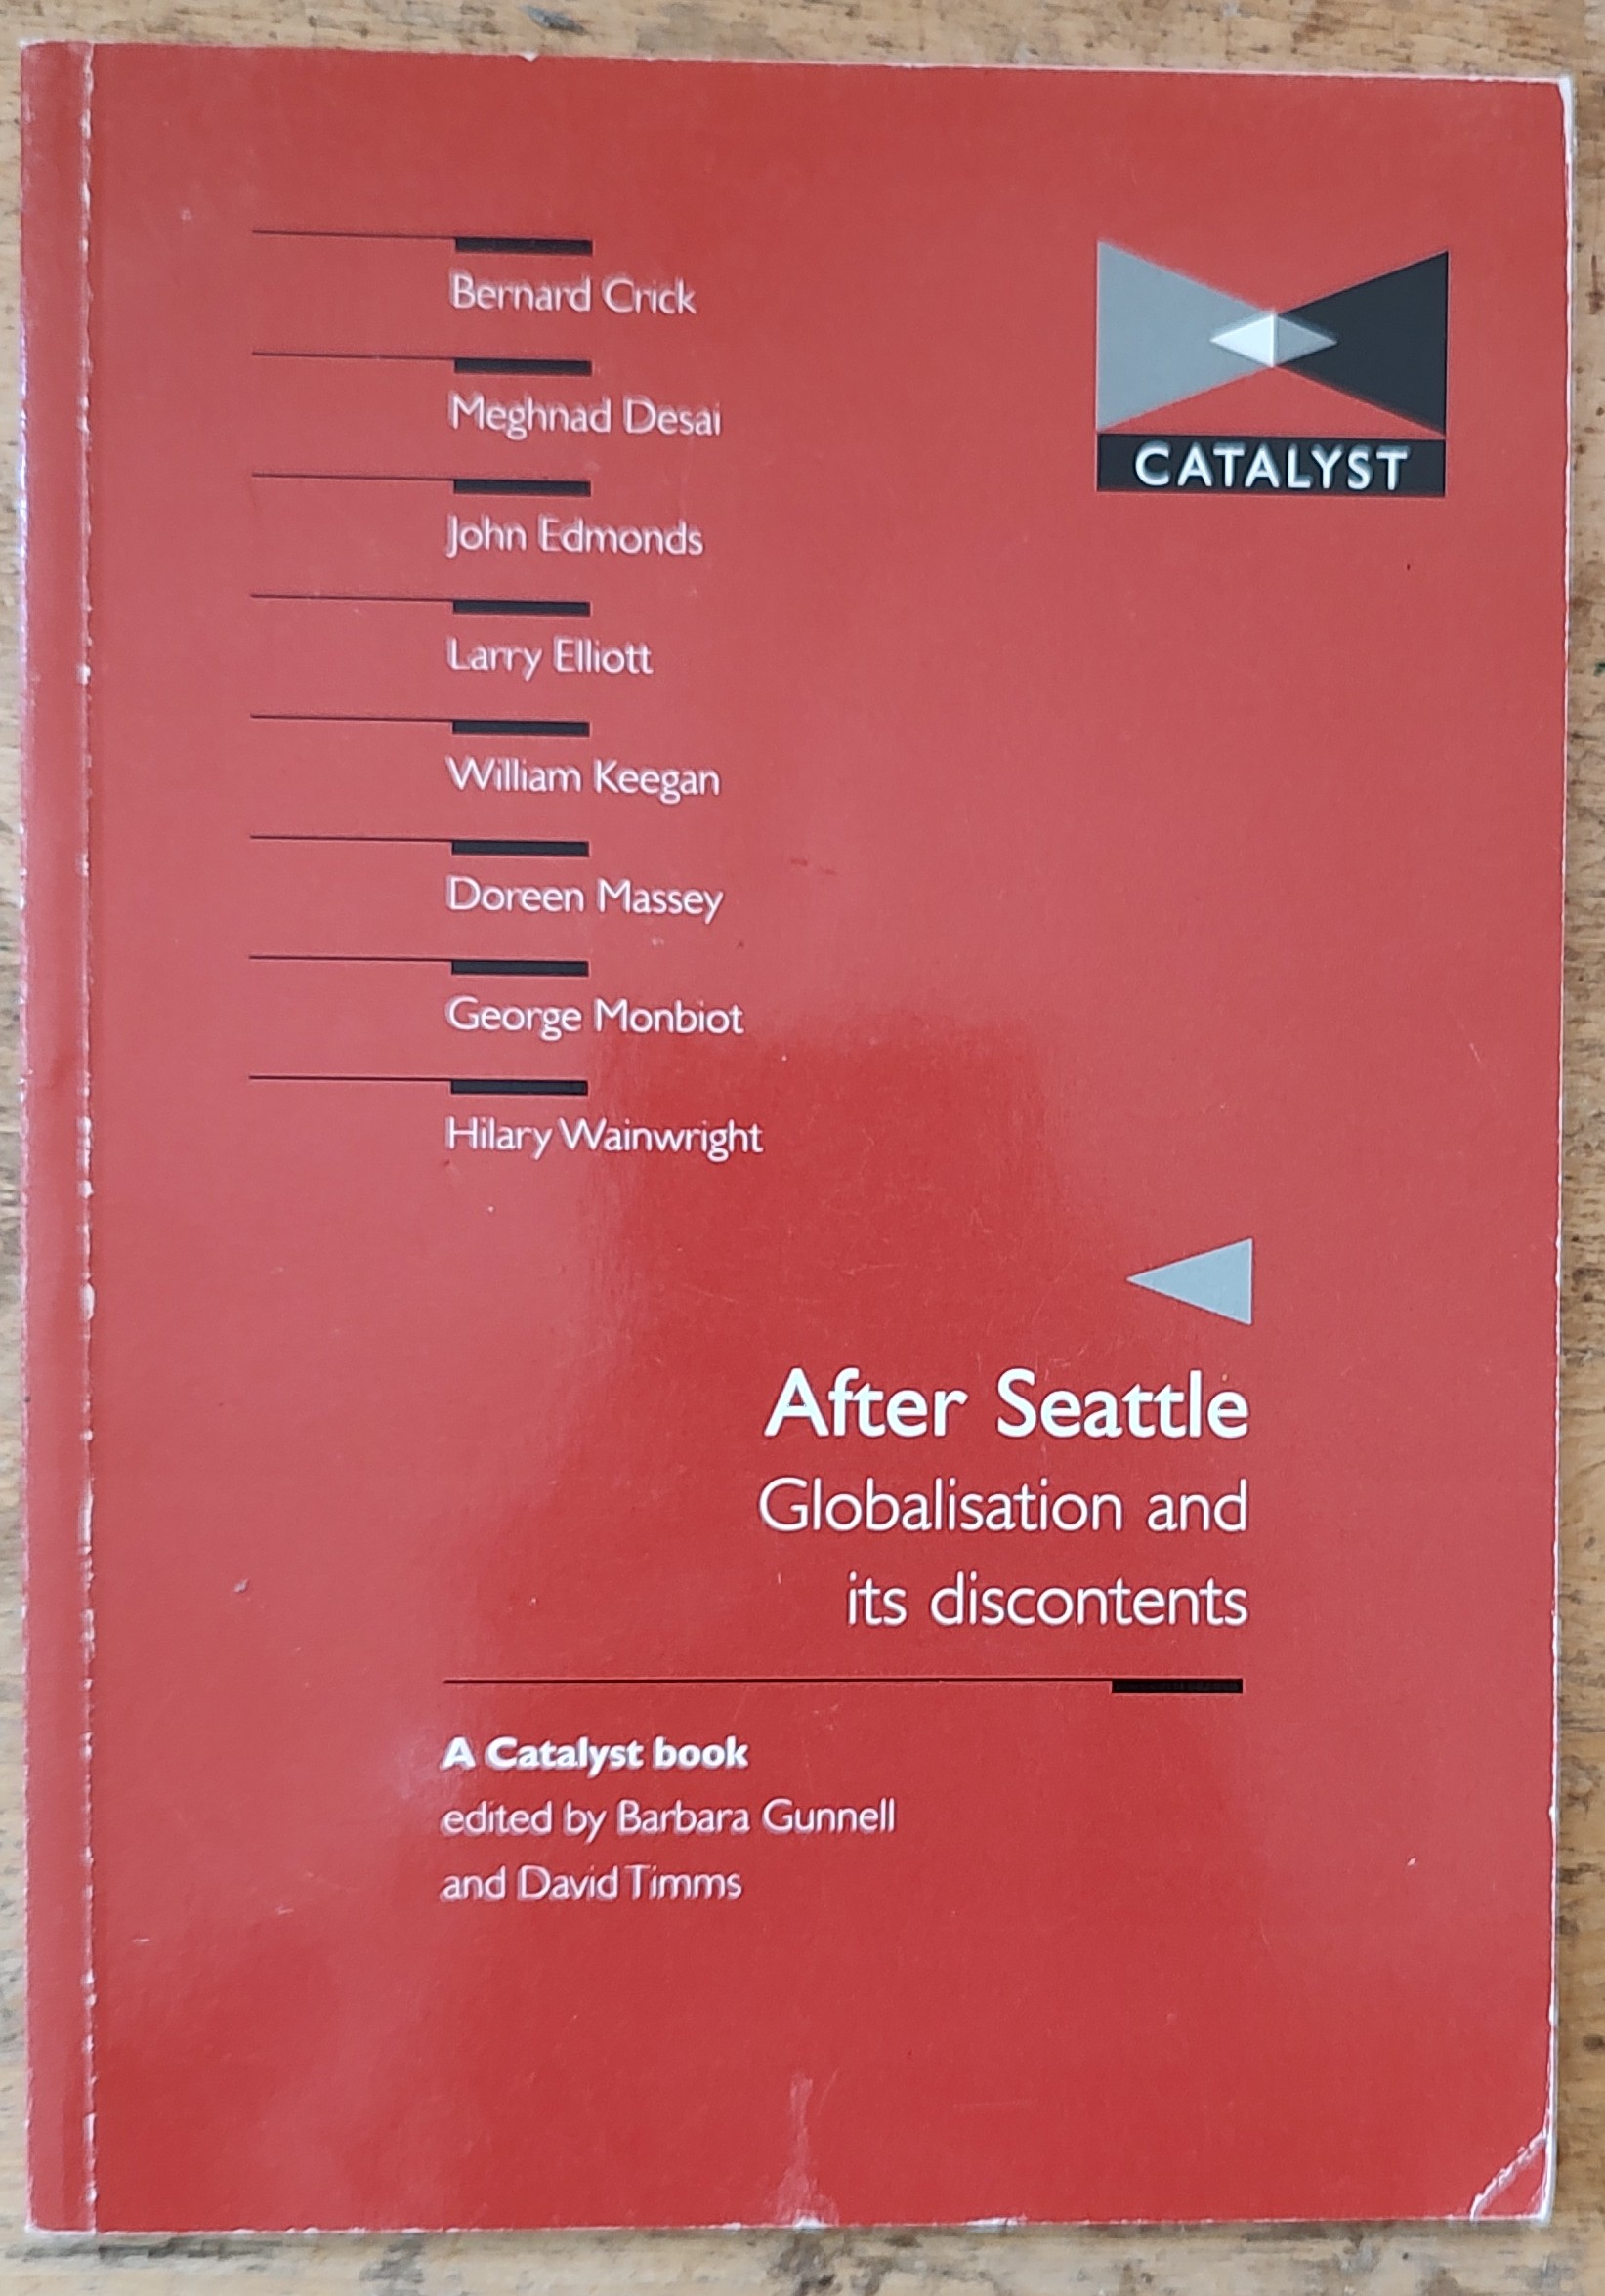 Bernard Crick
Meghnad Desai
John Edmonds
Larry Elliott
William Keegan
Doreen Massey
George Monbiot
Hilary Wainwright
CATALYST
After Seattle
Globalisation and
its discontents
A Catalyst book
edited by Barbara Gunnell
and David Timms